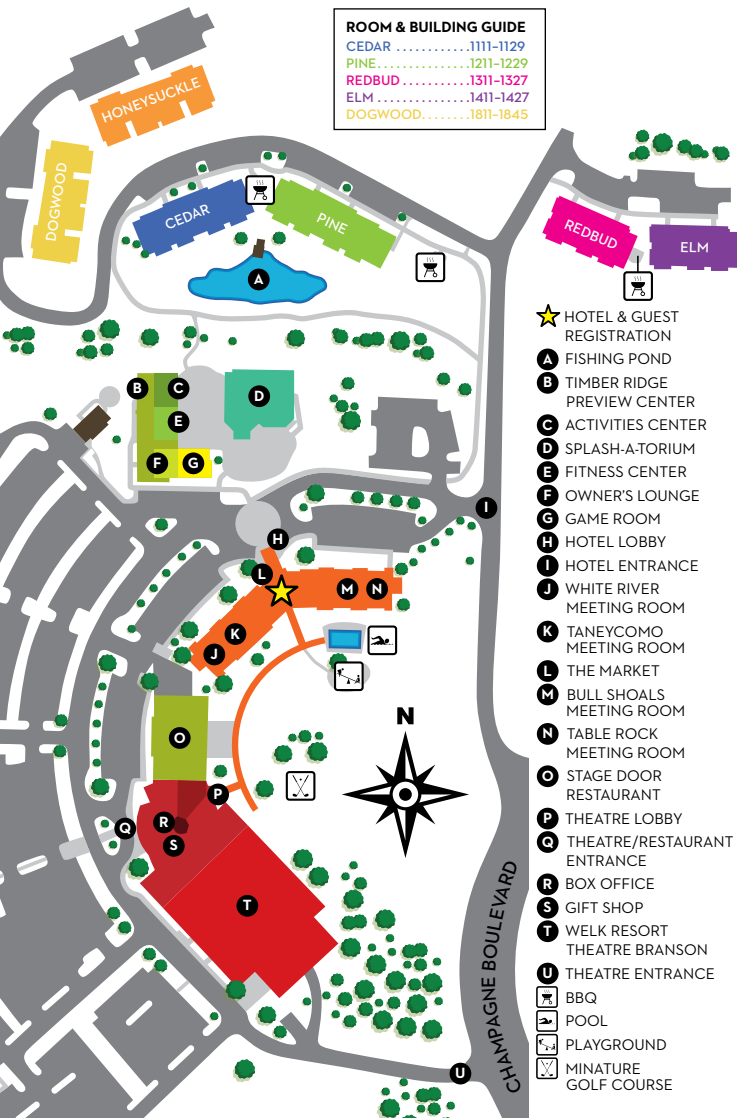 ROOM & BUILDING GUIDE
CEDAR ...........1111-1129
PINE..............1211-1229
REDBUD..........1311-1327
ELM ..............1411-1427
DOGWOOD.......1811-1845
HONEYSUCKLE
DOGWOOD
CEDAR
PINE
REDBUD
ELM
A
B
C
D
E
F
G
H
I
L
M
N
K
J
O
P
Q
R
S
T
U
N
CHAMPAGNE BOULEVARD
HOTEL & GUEST
REGISTRATION
A FISHING POND
B TIMBER RIDGE
PREVIEW CENTER
C ACTIVITIES CENTER
D SPLASH-A-TORIUM
E FITNESS CENTER
F OWNER'S LOUNGE
G GAME ROOM
H HOTEL LOBBY
I HOTEL ENTRANCE
J WHITE RIVER
MEETING ROOM
K TANEYCOMO
MEETING ROOM
L THE MARKET
M BULL SHOALS
MEETING ROOM
N TABLE ROCK
MEETING ROOM
O STAGE DOOR
RESTAURANT
P THEATRE LOBBY
Q THEATRE/RESTAURANT
ENTRANCE
R BOX OFFICE
S GIFT SHOP
T WELK RESORT
THEATRE BRANSON
U THEATRE ENTRANCE
BBQ
POOL
PLAYGROUND
MINATURE
GOLF COURSE